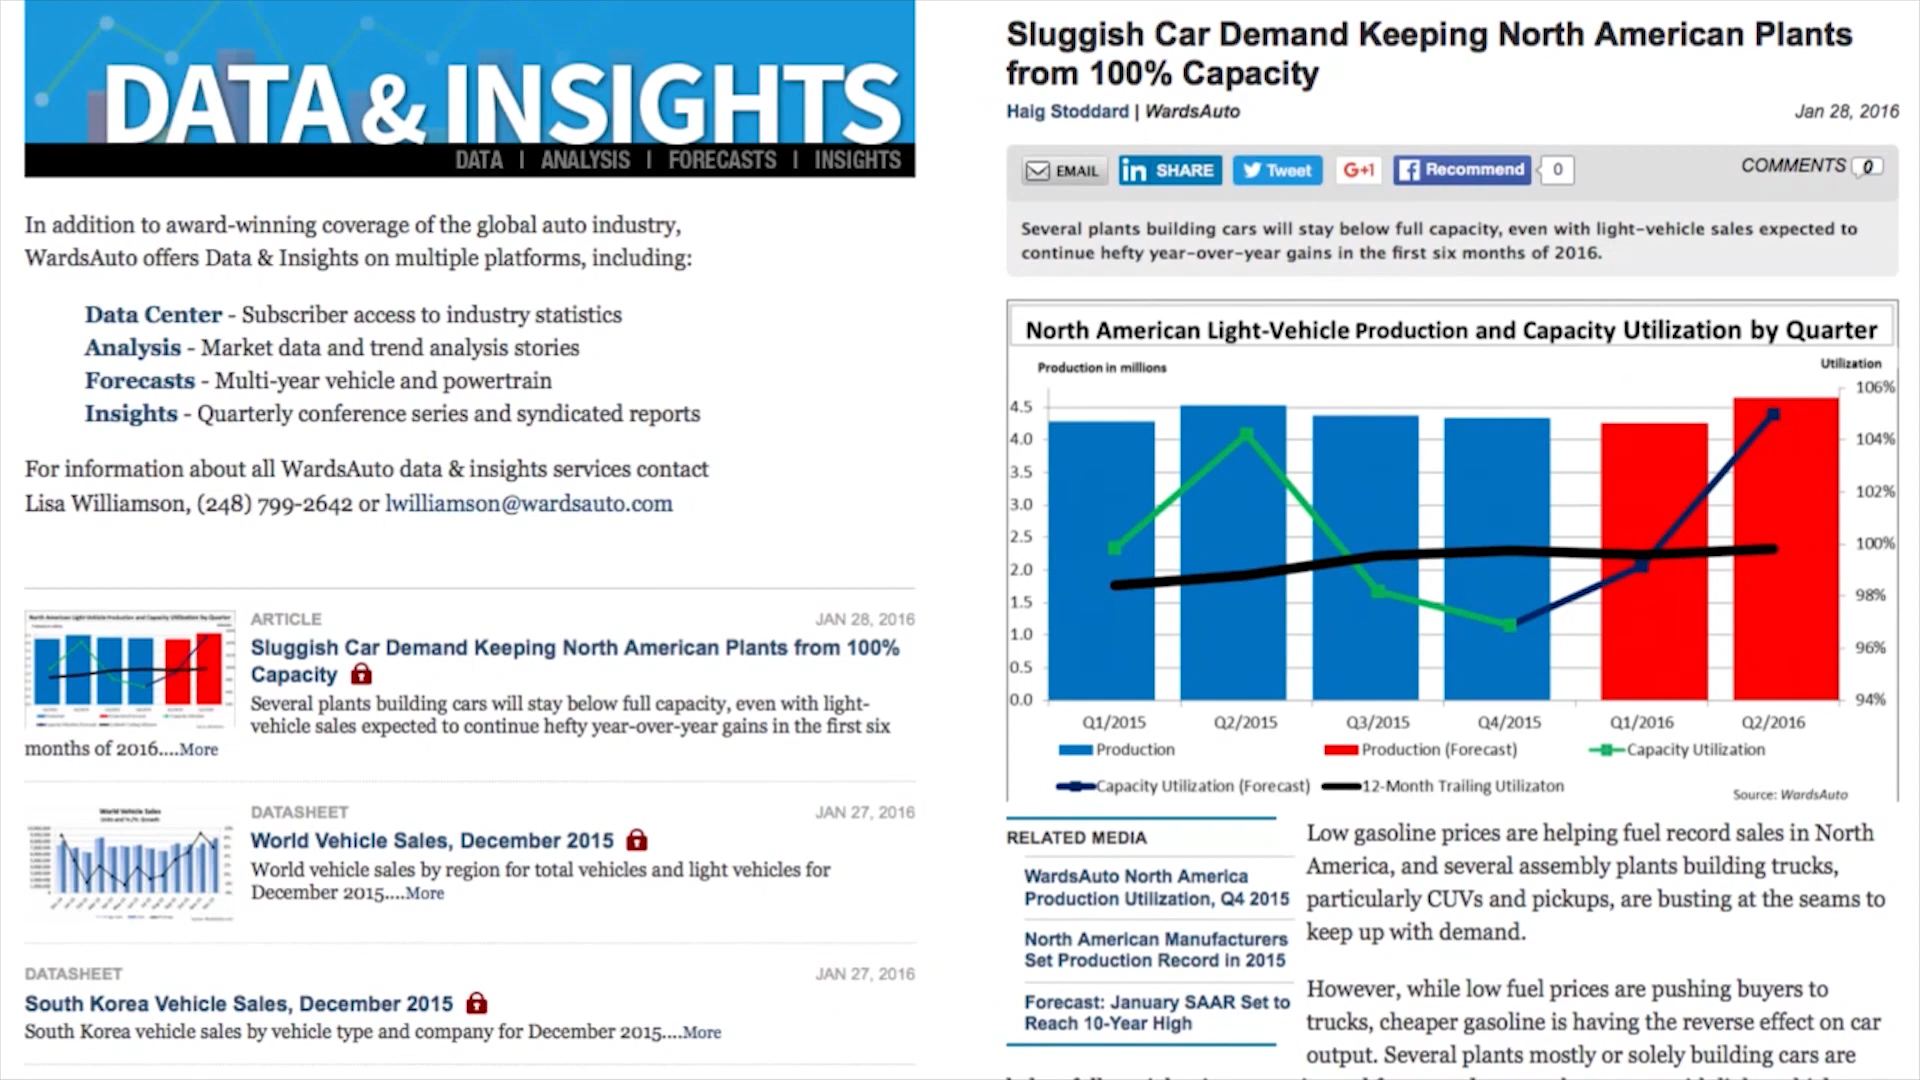 DATA & INSIGHTS
DATA | ANALYSIS | FORECASTS | INSIGHTS
In addition to award-winning coverage of the global auto industry,
WardsAuto offers Data & Insights on multiple platforms, including:
Data Center - Subscriber access to industry statistics
Analysis - Market data and trend analysis stories
Forecasts - Multi-year vehicle and powertrain
Insights - Quarterly conference series and syndicated reports
For information about all WardsAuto data & insights services contact
Lisa Williamson, (248) 799-2642 or lwilliamson@wardsauto.com
North American Light-Vehicle Production and Capacity Utilization by Quarter
ARTICLE JAN 28, 2016
Sluggish Car Demand Keeping North American Plants from 100%
Capacity
Several plants building cars will stay below full capacity, even with light-
vehicle sales expected to continue hefty year-over-year gains in the first six
months of 2016....More
World Vehicle Sales
DATASHEET JAN 27, 2016
World Vehicle Sales, December 2015
World vehicle sales by region for total vehicles and light vehicles for
December 2015....More
DATASHEET JAN 27, 2016
South Korea Vehicle Sales, December 2015
South Korea vehicle sales by vehicle type and company for December 2015....More
Sluggish Car Demand Keeping North American Plants
from 100% Capacity
Haig Stoddard | WardsAuto Jan 28, 2016
EMAIL in SHARE Tweet G+1 Recommend 0 COMMENTS 0
Several plants building cars will stay below full capacity, even with light-vehicle sales expected to
continue hefty year-over-year gains in the first six months of 2016.
North American Light-Vehicle Production and Capacity Utilization by Quarter
Production in millions Utilization
106%
4.5
4.0 104%
3.5
3.0 102%
2.5 100%
2.0
1.5 98%
1.0 96%
0.5
0.0 94%
Q1/2015 Q2/2015 Q3/2015 Q4/2015 Q1/2016 Q2/2016
Production Production (Forecast) Capacity Utilization
Capacity Utilization (Forecast) 12-Month Trailing Utilizaton
Source: WardsAuto
RELATED MEDIA
WardsAuto North America
Production Utilization, Q4 2015
North American Manufacturers
Set Production Record in 2015
Forecast: January SAAR Set to
Reach 10-Year High
Low gasoline prices are helping fuel record sales in North
America, and several assembly plants building trucks,
particularly CUVs and pickups, are busting at the seams to
keep up with demand.
However, while low fuel prices are pushing buyers to
trucks, cheaper gasoline is having the reverse effect on car
output. Several plants mostly or solely building cars are